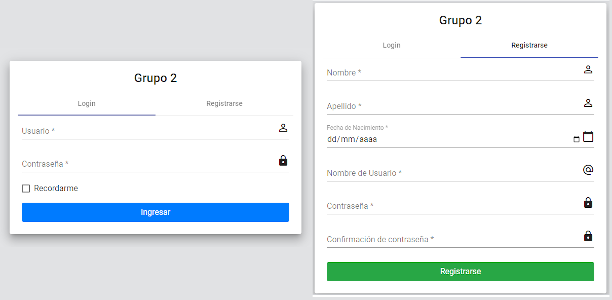 Grupo 2
Login Registrarse
Usuario *
Contraseña *
Recordarme
Ingresar
Grupo 2
Login Registrarse
Nombre *
Apellido *
Fecha de Nacimiento *
dd/mm/aaaa
Nombre de Usuario *
Contraseña *
Confirmación de contraseña *
Registrarse